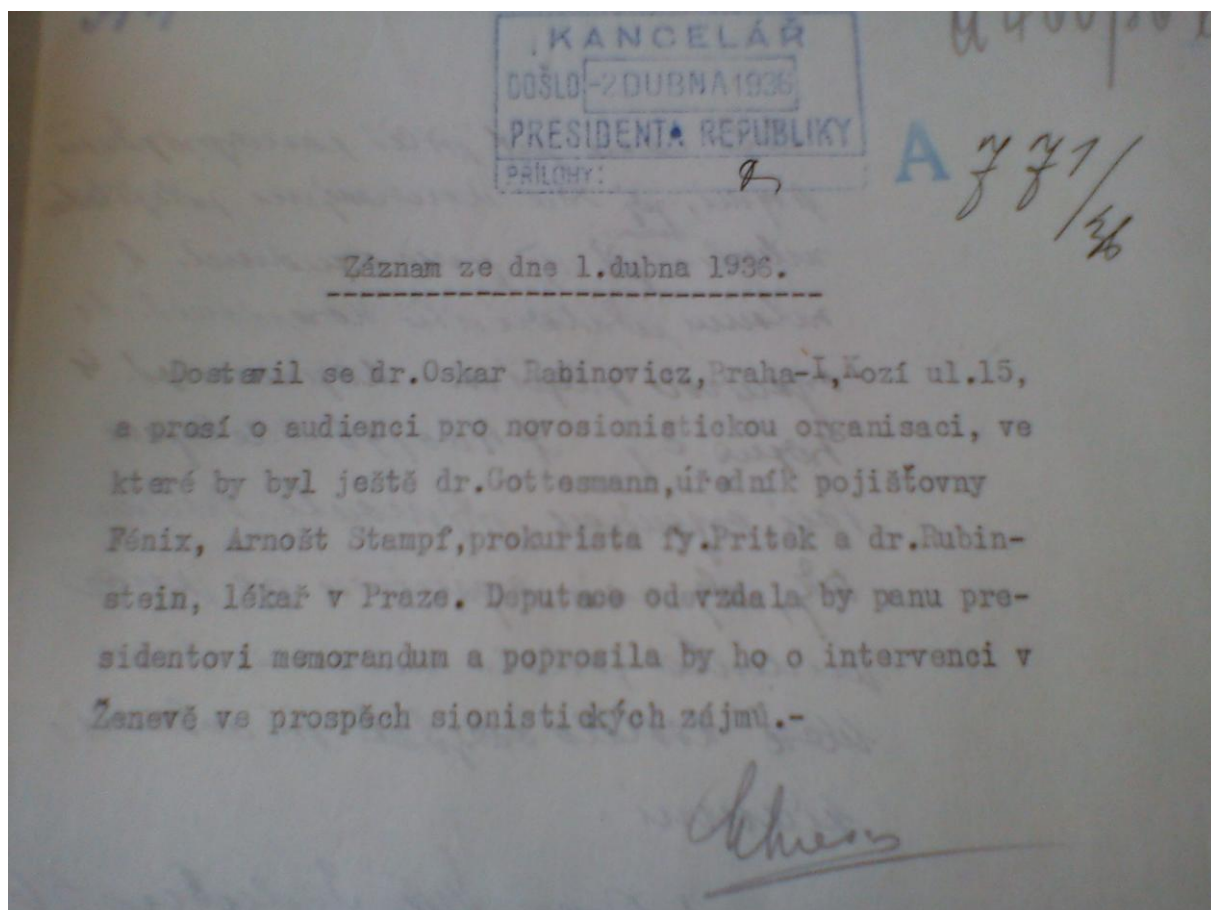 KANCELÁŘ
DOŠLO -2 DUBNA 1936
PRESIDENTA REPUBLIKY
PŘÍLOHY:
A 771/36
Záznam ze dne 1.dubna 1936.
Dostavil se dr.Oskar Rabinovicz,Praha-I,Kozí ul.15,
a prosí o audienci pro novosionistickou organisaci, ve
které by byl ještě dr.Gottesmann,úředník pojišťovny
Fénix, Arnošt Stampf,prokurista fy.Pritek a dr.Rubin-
stein, lékař v Praze. Deputace od vzdala by panu pre-
sidentovi memorandum a poprosila by ho o intervenci v
Ženevě ve prospěch sionistických zájmů.-